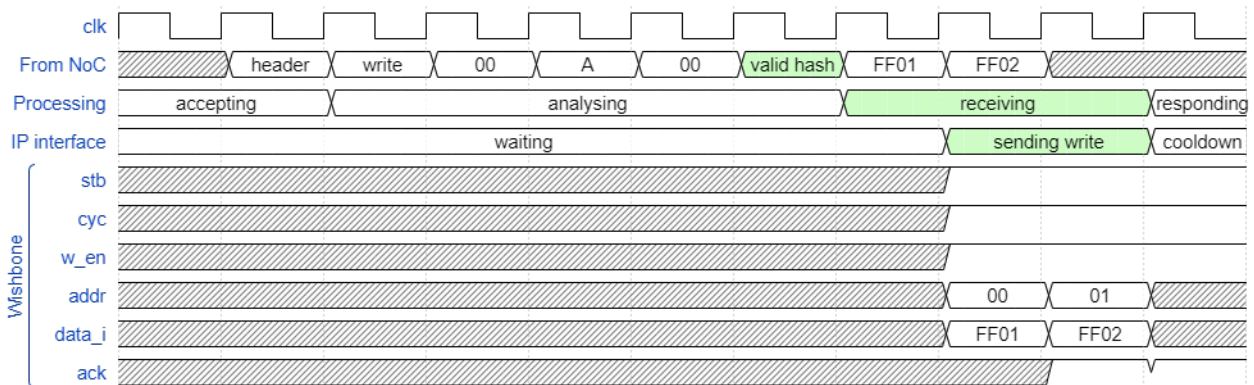 clk
From NoC header write 00 A 00 valid hash FF01 FF02
Processing accepting analysing receiving responding
IP interface waiting sending write cooldown
Wishbone
stb
cyc
w_en
addr 00 01
data_i FF01 FF02
ack